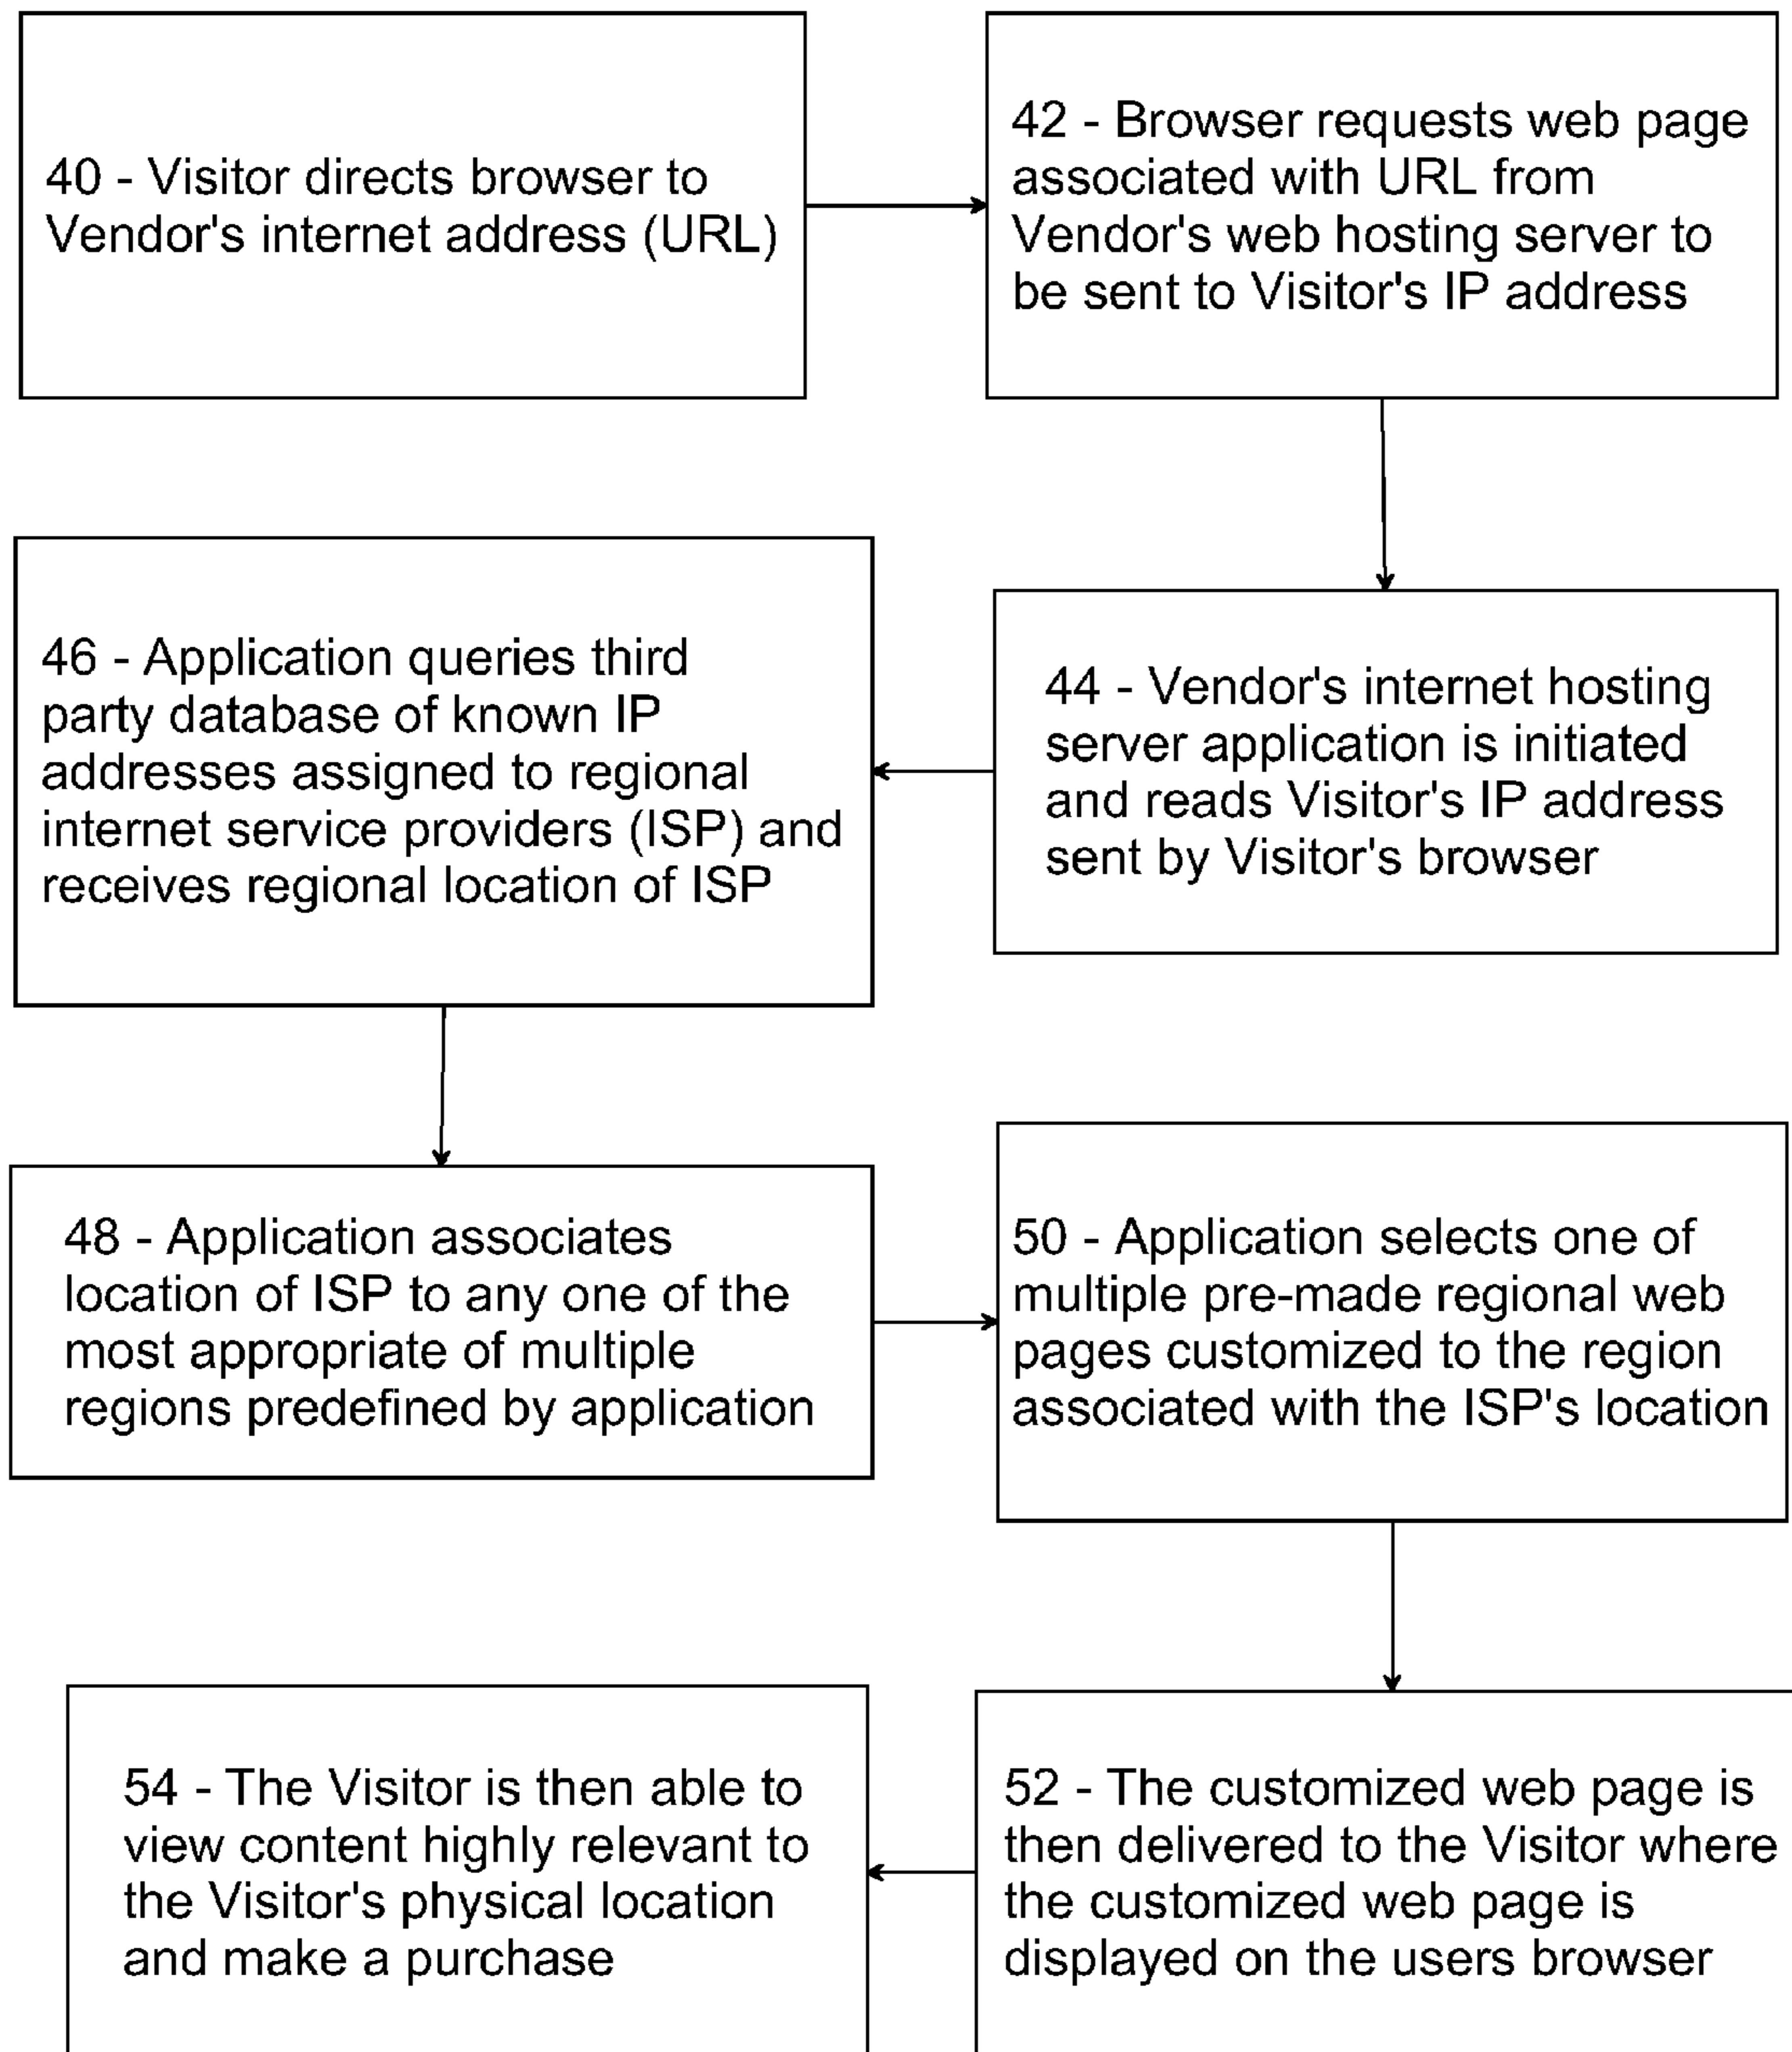 40 - Visitor directs browser to
Vendor's internet address (URL)
42 - Browser requests web page
associated with URL from
Vendor's web hosting server to
be sent to Visitor's IP address
44 - Vendor's internet hosting
server application is initiated
and reads Visitor's IP address
sent by Visitor's browser
46 - Application queries third
party database of known IP
addresses assigned to regional
internet service providers (ISP) and
receives regional location of ISP
48 - Application associates
location of ISP to any one of the
most appropriate of multiple
regions predefined by application
50 - Application selects one of
multiple pre-made regional web
pages customized to the region
associated with the ISP's location
52 - The customized web page is
then delivered to the Visitor where
the customized web page is
displayed on the users browser
54 - The Visitor is then able to
view content highly relevant to
the Visitor's physical location
and make a purchase